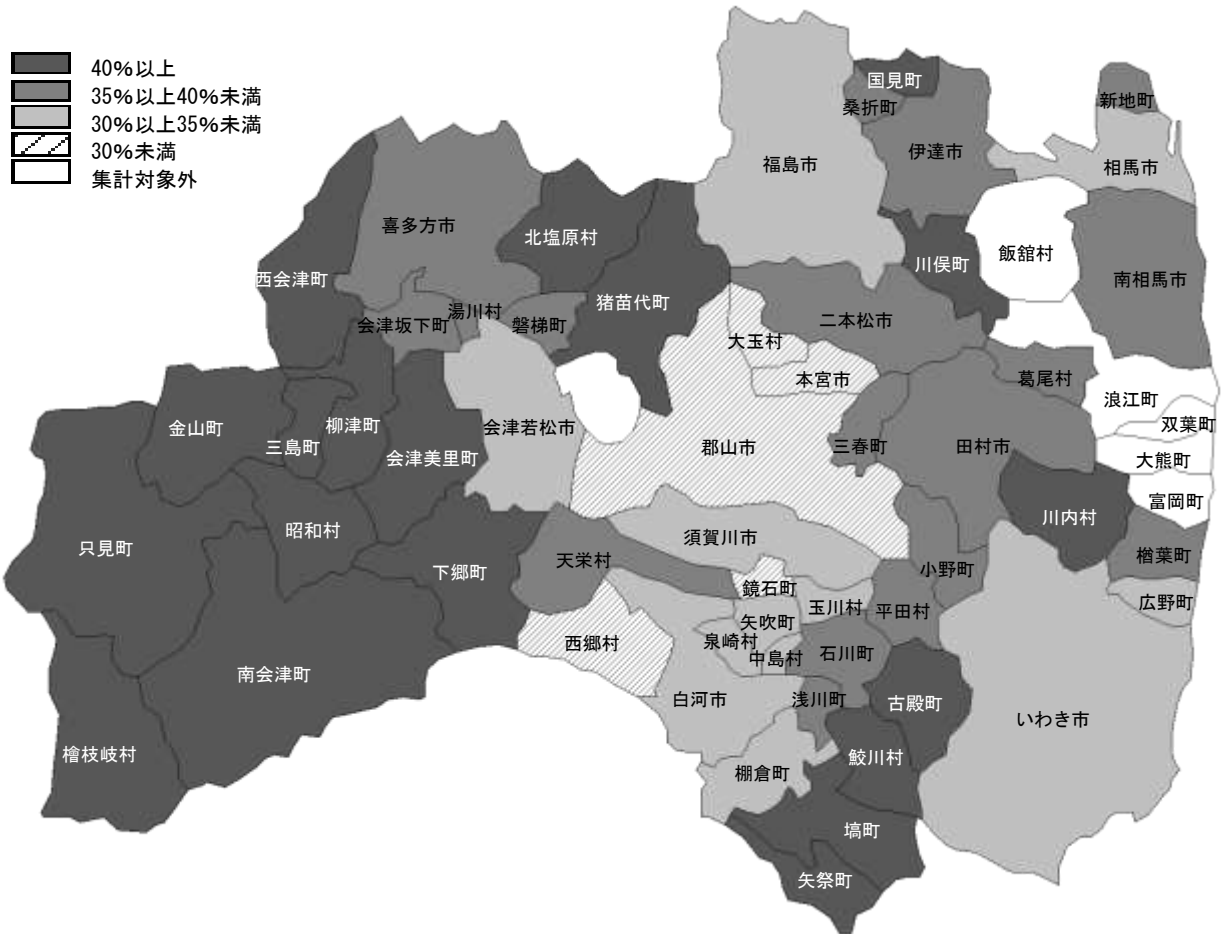 40%以上
35%以上40%未満
30%以上35%未満
30%未満
集計対象外
国見町
桑折町
新地町
伊達市
福島市
相馬市
喜多方市
北塩原村
飯舘村
川俣町
西会津町
南相馬市
猪苗代町
湯川村
会津坂下町
磐梯町
二本松市
大玉村
本宮市
葛尾村
浪江町
双葉町
金山町
三島町
柳津町
会津若松市
会津美里町
郡山市
三春町
田村市
大熊町
富岡町
川内村
昭和村
只見町
下郷町
須賀川市
天栄村
楢葉町
小野町
鏡石町
広野町
玉川村
平田村
矢吹町
西郷村
泉崎村
中島村
石川町
南会津町
白河市
浅川町
古殿町
いわき市
檜枝岐村
鮫川村
棚倉町
塙町
矢祭町